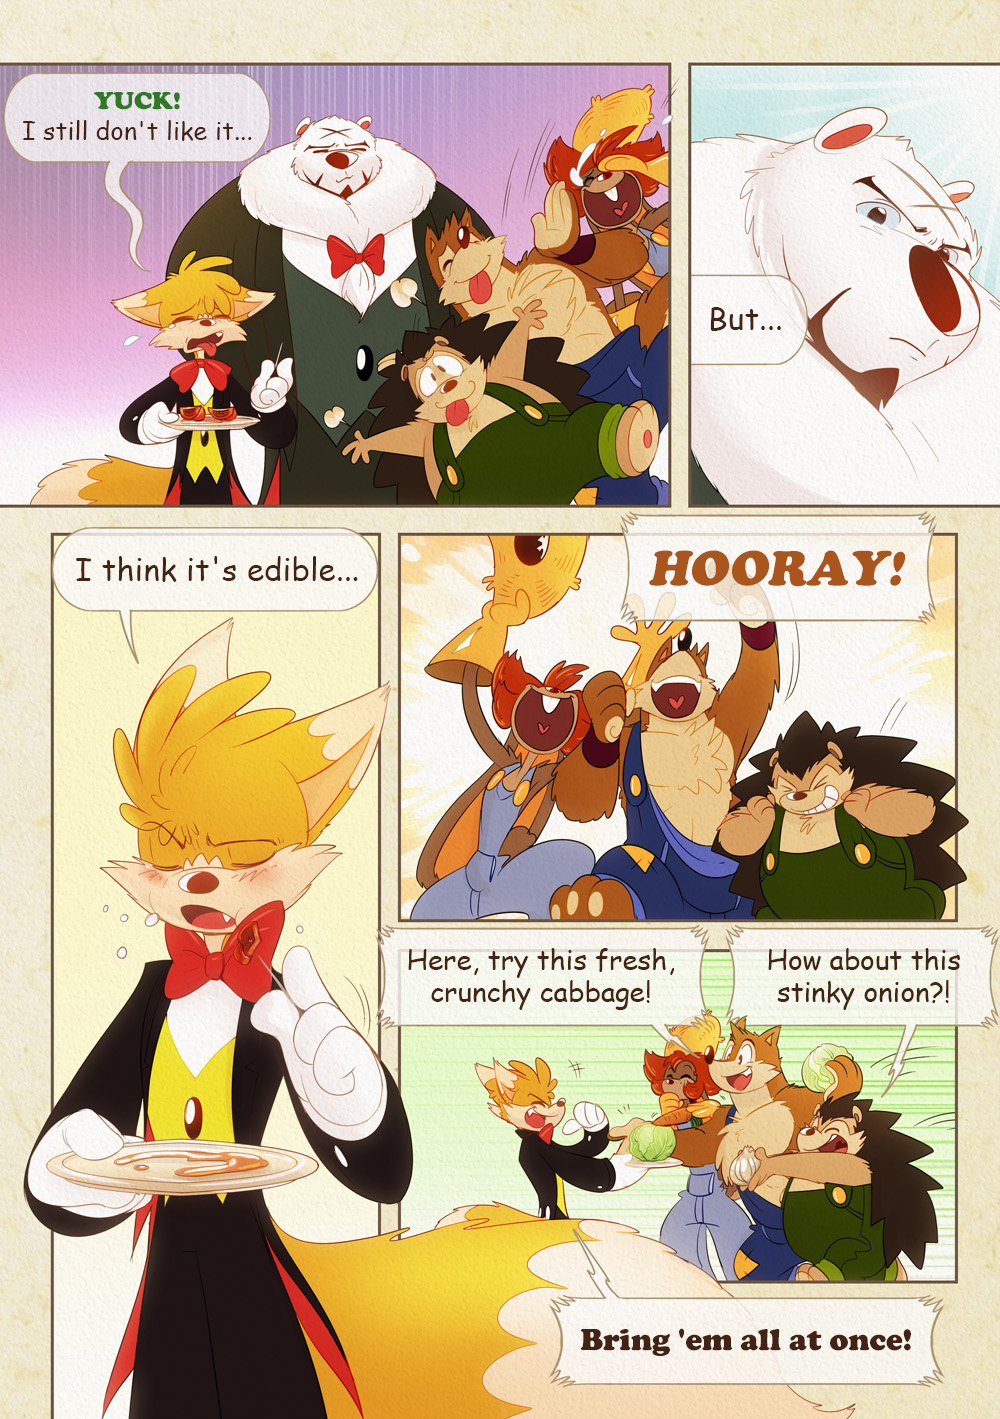 YUCK!
I still don't like it...
But...
I think it's edible...
HOORAY!
Here, try this fresh,
crunchy cabbage!
How about this
stinky onion?!
Bring 'em all at once!